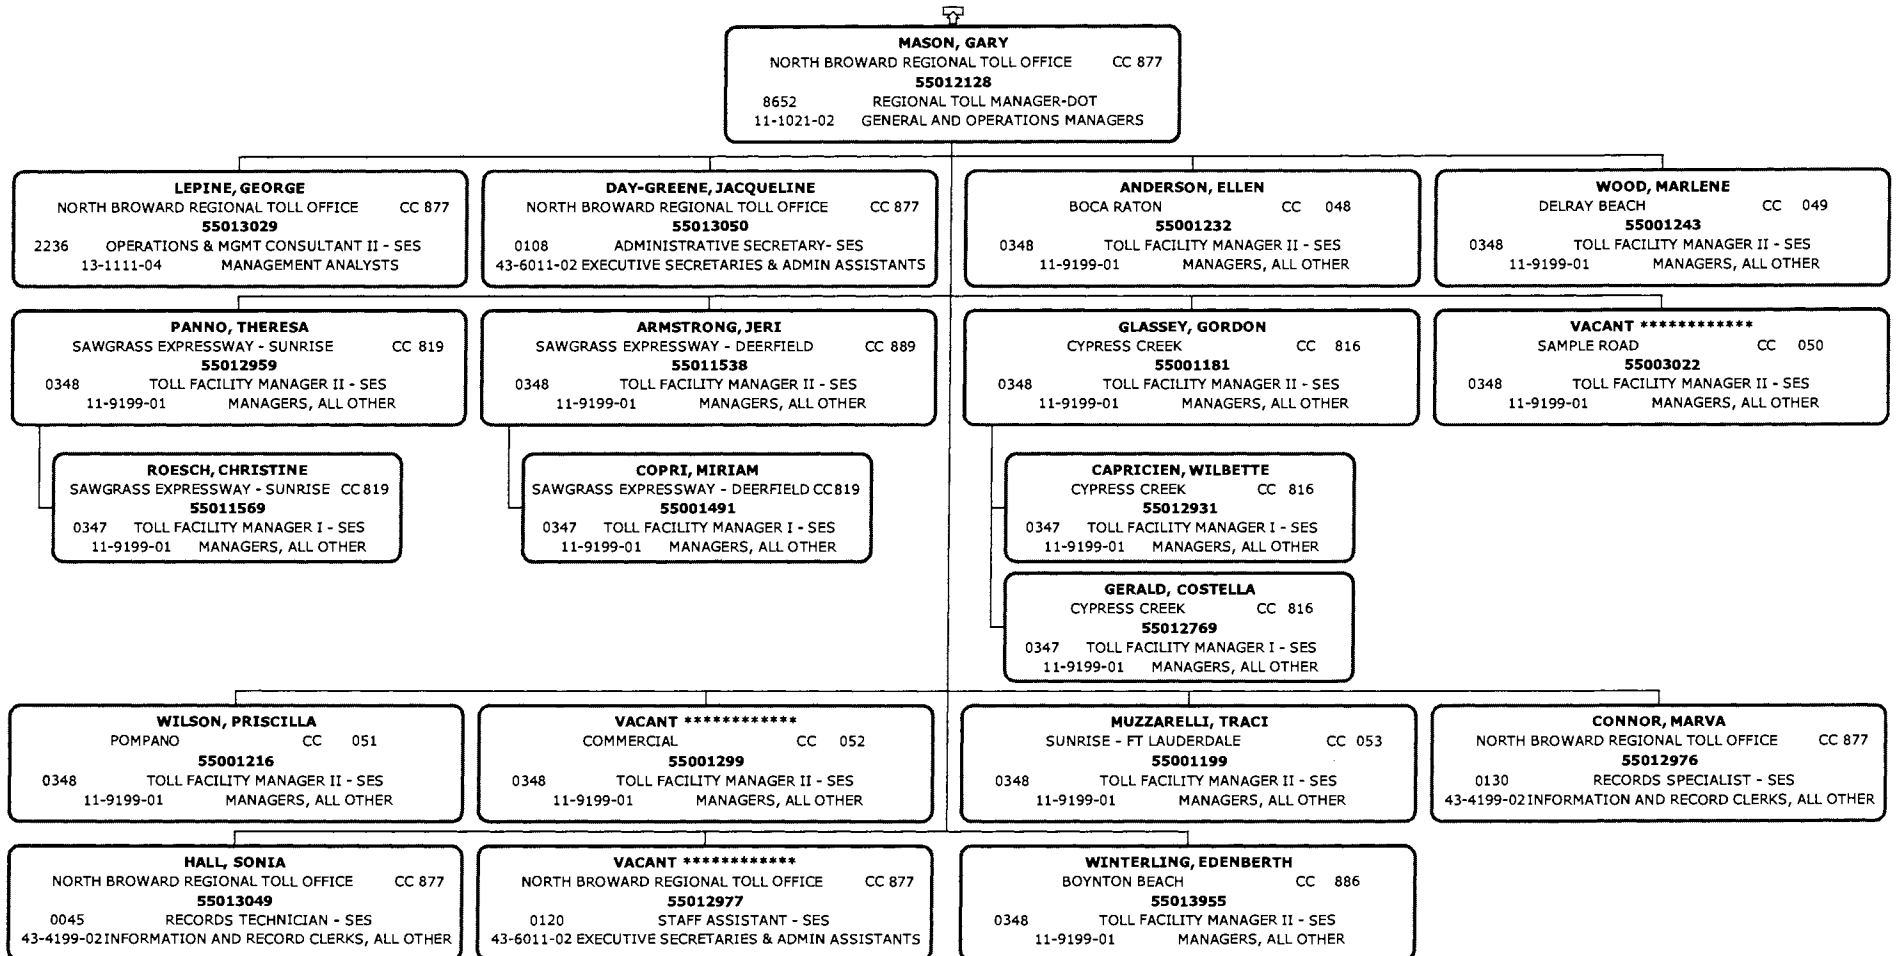 MASON, GARY
NORTH BROWARD REGIONAL TOLL OFFICE CC 877
55012128
8652 REGIONAL TOLL MANAGER-DOT
11-1021-02 GENERAL AND OPERATIONS MANAGERS
LEPINE, GEORGE
NORTH BROWARD REGIONAL TOLL OFFICE CC 877
55013029
2236 OPERATIONS & MGMT CONSULTANT II - SES
13-1111-04 MANAGEMENT ANALYSTS
DAY-GREENE, JACQUELINE
NORTH BROWARD REGIONAL TOLL OFFICE CC 877
55013050
0108 ADMINISTRATIVE SECRETARY- SES
43-6011-02 EXECUTIVE SECRETARIES & ADMIN ASSISTANTS
ANDERSON, ELLEN
BOCA RATON CC 048
55001232
0348 TOLL FACILITY MANAGER II - SES
11-9199-01 MANAGERS, ALL OTHER
WOOD, MARLENE
DELRAY BEACH CC 049
55001243
0348 TOLL FACILITY MANAGER II - SES
11-9199-01 MANAGERS, ALL OTHER
PANNO, THERESA
SAWGRASS EXPRESSWAY - SUNRISE CC 819
55012959
0348 TOLL FACILITY MANAGER II - SES
11-9199-01 MANAGERS, ALL OTHER
ARMSTRONG, JERI
SAWGRASS EXPRESSWAY - DEERFIELD CC 889
55011538
0348 TOLL FACILITY MANAGER II - SES
11-9199-01 MANAGERS, ALL OTHER
GLASSEY, GORDON
CYPRESS CREEK CC 816
55001181
0348 TOLL FACILITY MANAGER II - SES
11-9199-01 MANAGERS, ALL OTHER
VACANT ************
SAMPLE ROAD CC 050
55003022
0348 TOLL FACILITY MANAGER II - SES
11-9199-01 MANAGERS, ALL OTHER
ROESCH, CHRISTINE
SAWGRASS EXPRESSWAY - SUNRISE CC819
55011569
0347 TOLL FACILITY MANAGER I - SES
11-9199-01 MANAGERS, ALL OTHER
COPRI, MIRIAM
SAWGRASS EXPRESSWAY - DEERFIELD CC819
55001491
0347 TOLL FACILITY MANAGER I - SES
11-9199-01 MANAGERS, ALL OTHER
CAPRICIEN, WILBETTE
CYPRESS CREEK CC 816
55012931
0347 TOLL FACILITY MANAGER I - SES
11-9199-01 MANAGERS, ALL OTHER
GERALD, COSTELLA
CYPRESS CREEK CC 816
55012769
0347 TOLL FACILITY MANAGER I - SES
11-9199-01 MANAGERS, ALL OTHER
WILSON, PRISCILLA
POMPANO CC 051
55001216
0348 TOLL FACILITY MANAGER II - SES
11-9199-01 MANAGERS, ALL OTHER
VACANT ************
COMMERCIAL CC 052
55001299
0348 TOLL FACILITY MANAGER II - SES
11-9199-01 MANAGERS, ALL OTHER
MUZZARELLI, TRACI
SUNRISE - FT LAUDERDALE CC 053
55001199
0348 TOLL FACILITY MANAGER II - SES
11-9199-01 MANAGERS, ALL OTHER
CONNOR, MARVA
NORTH BROWARD REGIONAL TOLL OFFICE CC 877
55012976
0130 RECORDS SPECIALIST - SES
43-4199-02INFORMATION AND RECORD CLERKS, ALL OTHER
HALL, SONIA
NORTH BROWARD REGIONAL TOLL OFFICE CC 877
55013049
0045 RECORDS TECHNICIAN - SES
43-4199-02INFORMATION AND RECORD CLERKS, ALL OTHER
VACANT ************
NORTH BROWARD REGIONAL TOLL OFFICE CC 877
55012977
0120 STAFF ASSISTANT - SES
43-6011-02 EXECUTIVE SECRETARIES & ADMIN ASSISTANTS
WINTERLING, EDENBERTH
BOYNTON BEACH CC 886
55013955
0348 TOLL FACILITY MANAGER II - SES
11-9199-01 MANAGERS, ALL OTHER